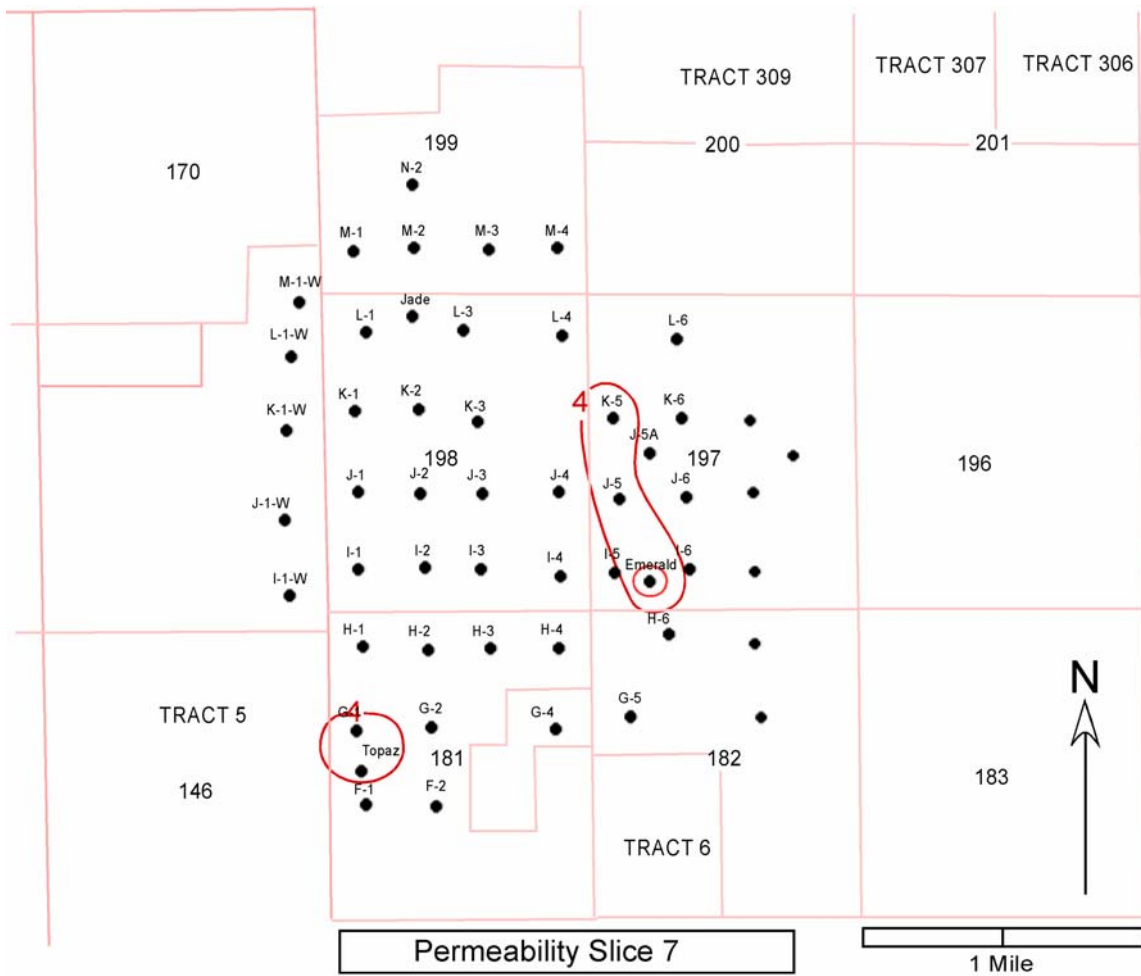 TRACT 309
TRACT 307
TRACT 306
199
200
201
170
N-2
M-1
M-2
M-3
M-4
M-1-W
Jade
L-1
L-3
L-4
L-6
L-1-W
K-1
K-2
K-3
4
K-5
K-6
K-1-W
J-5A
198
197
196
J-1
J-2
J-3
J-4
J-5
J-6
J-1-W
I-1
I-2
I-3
I-4
I-5
I-6
Emerald
I-1-W
H-1
H-2
H-3
H-4
H-6
TRACT 5
G-1
4
G-2
G-4
G-5
Topaz
181
182
183
146
F-1
F-2
TRACT 6
N
Permeability Slice 7
1 Mile